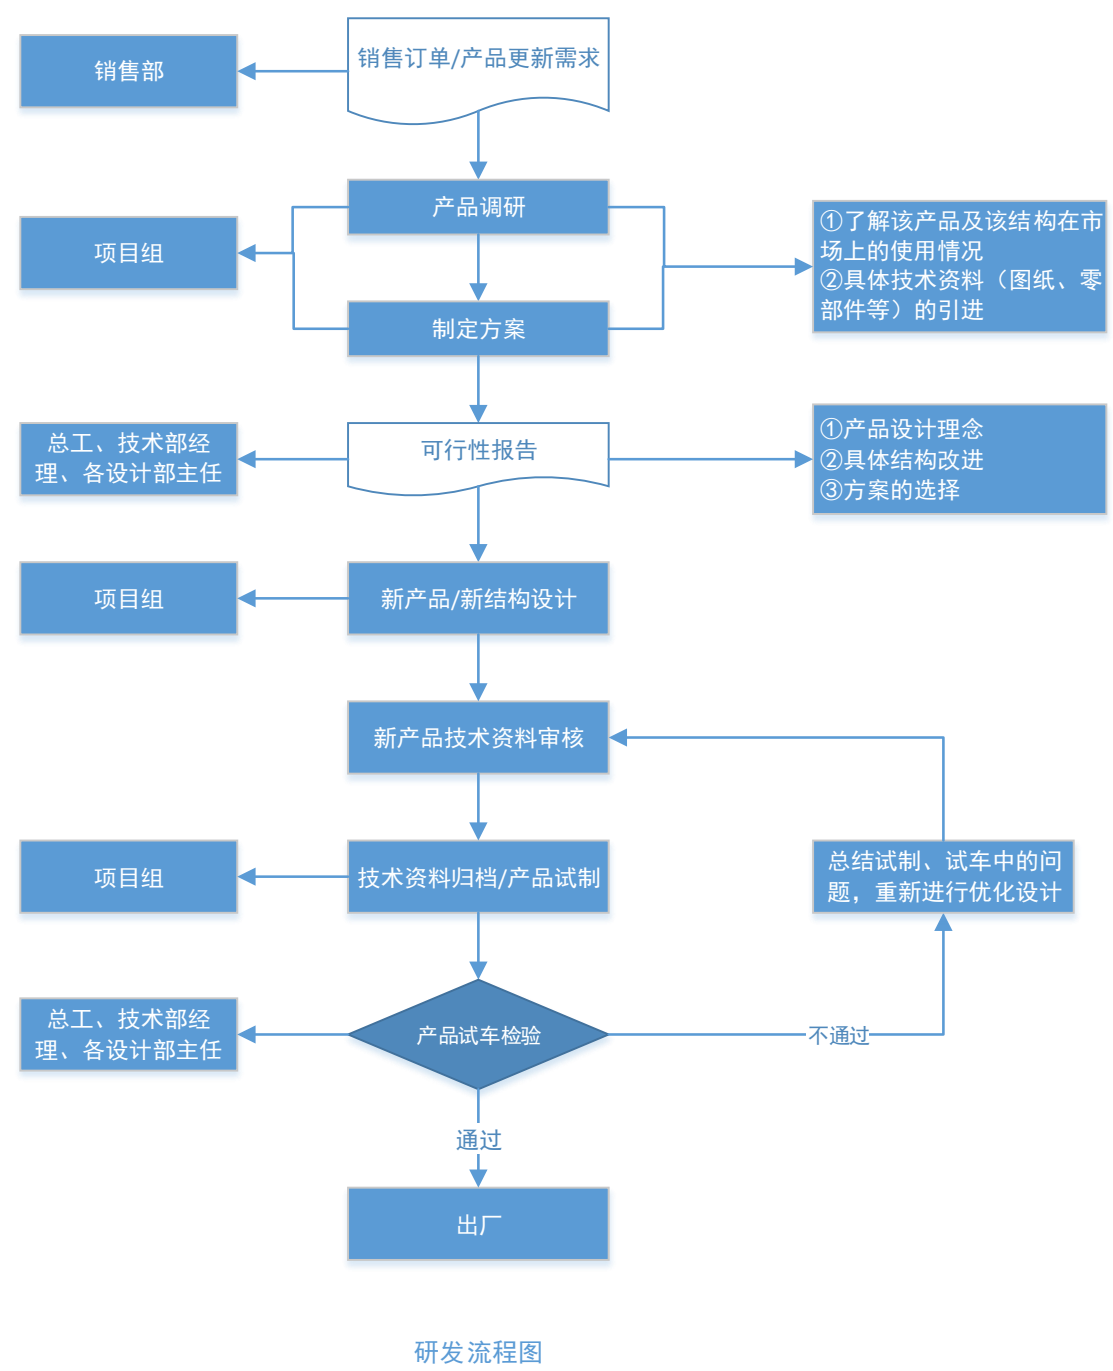 销售订单/产品更新需求
销售部
产品调研
项目组
①了解该产品及该结构在市
场上的使用情况
②具体技术资料（图纸、零
部件等）的引进
制定方案
总工、技术部经
理、各设计部主任
可行性报告
①产品设计理念
②具体结构改进
③方案的选择
项目组
新产品/新结构设计
新产品技术资料审核
项目组
技术资料归档/产品试制
总结试制、试车中的问
题，重新进行优化设计
总工、技术部经
理、各设计部主任
产品试车检验
不通过
通过
出厂
研发流程图